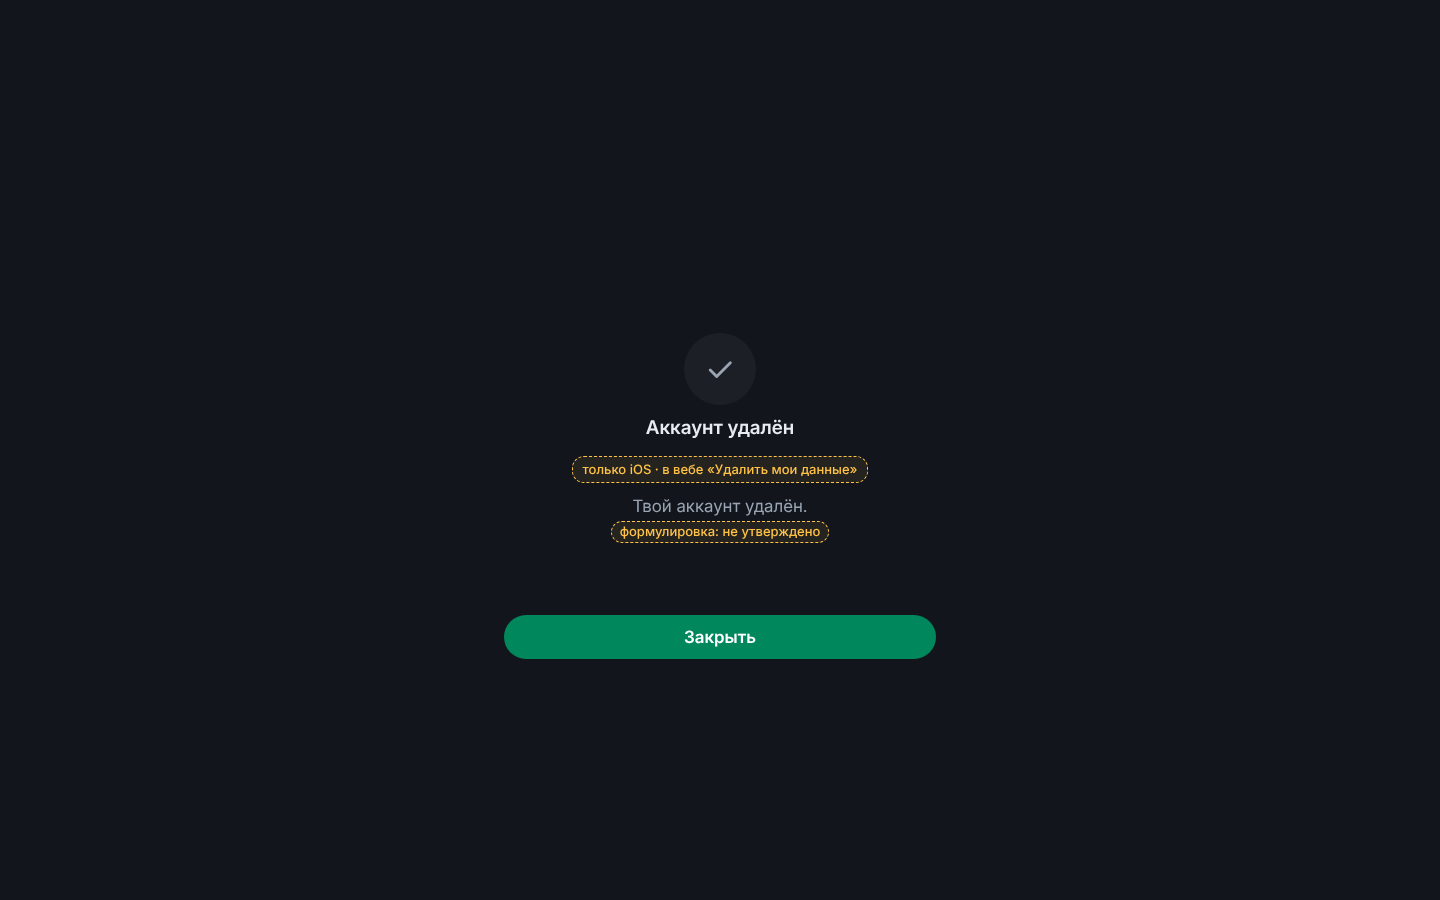 Аккаунт удалён
только iOS · в вебе «Удалить мои данные»
Твой аккаунт удалён.
формулировка: не утверждено
Закрыть